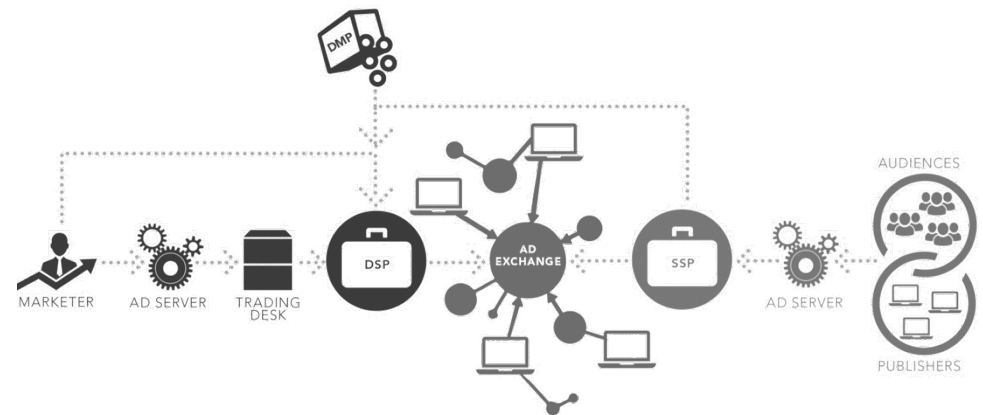 DMP
AUDIENCES
AD
EXCHANGE
DSP
SSP
MARKETER
AD SERVER
TRADING
DESK
AD SERVER
PUBLISHERS